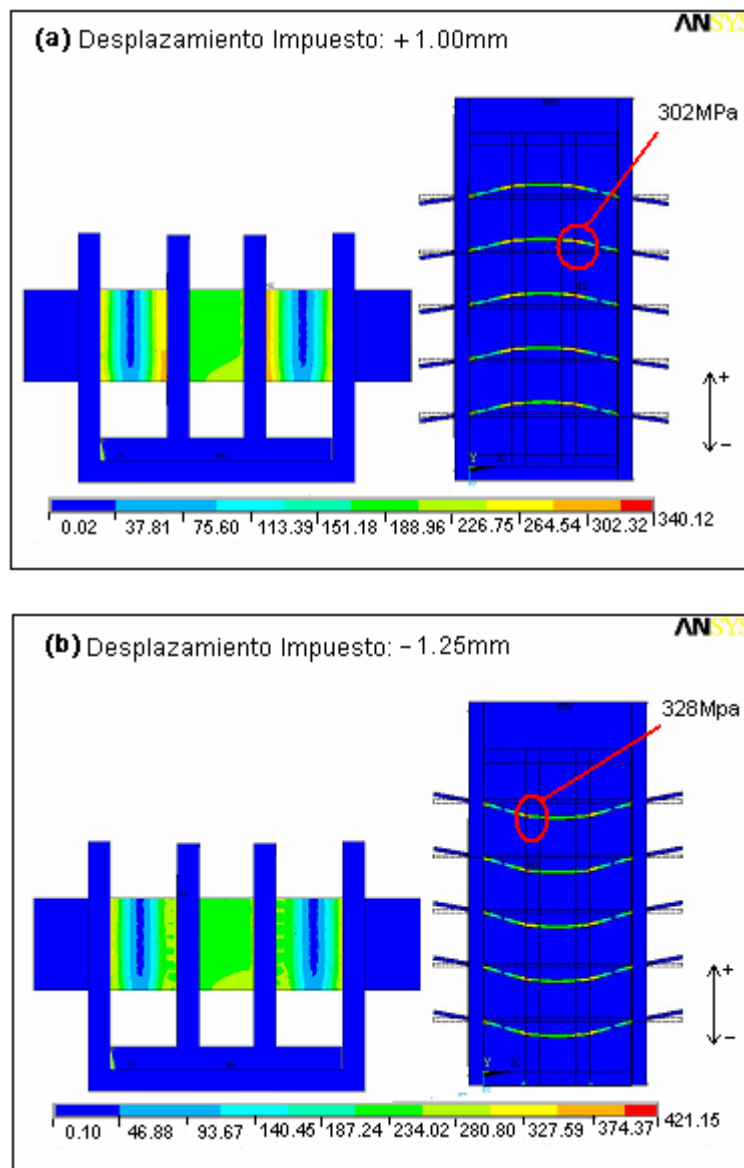 ANSYS
(a) Desplazamiento Impuesto: +1.00mm
302MPa
+
−
Y X
0.02 37.81 75.60 113.39 151.18 188.96 226.75 264.54 302.32 340.12
ANSYS
(b) Desplazamiento Impuesto: −1.25mm
328Mpa
+
−
Y X
0.10 46.88 93.67 140.45 187.24 234.02 280.80 327.59 374.37 421.15